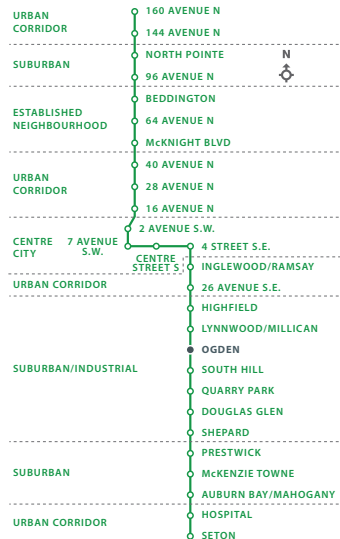 160 AVENUE N
URBAN
CORRIDOR
144 AVENUE N
NORTH POINTE
N
SUBURBAN
96 AVENUE N
BEDDINGTON
ESTABLISHED
NEIGHBOURHOOD
64 AVENUE N
McKNIGHT BLVD
40 AVENUE N
URBAN
CORRIDOR
28 AVENUE N
16 AVENUE N
2 AVENUE S.W.
CENTRE
CITY
7 AVENUE
S.W.
4 STREET S.E.
CENTRE
STREET S
INGLEWOOD/RAMSAY
URBAN CORRIDOR
26 AVENUE S.E.
HIGHFIELD
LYNNWOOD/MILLICAN
OGDEN
SUBURBAN/INDUSTRIAL
SOUTH HILL
QUARRY PARK
DOUGLAS GLEN
SHEPARD
PRESTWICK
SUBURBAN
McKENZIE TOWNE
AUBURN BAY/MAHOGANY
HOSPITAL
URBAN CORRIDOR
SETON